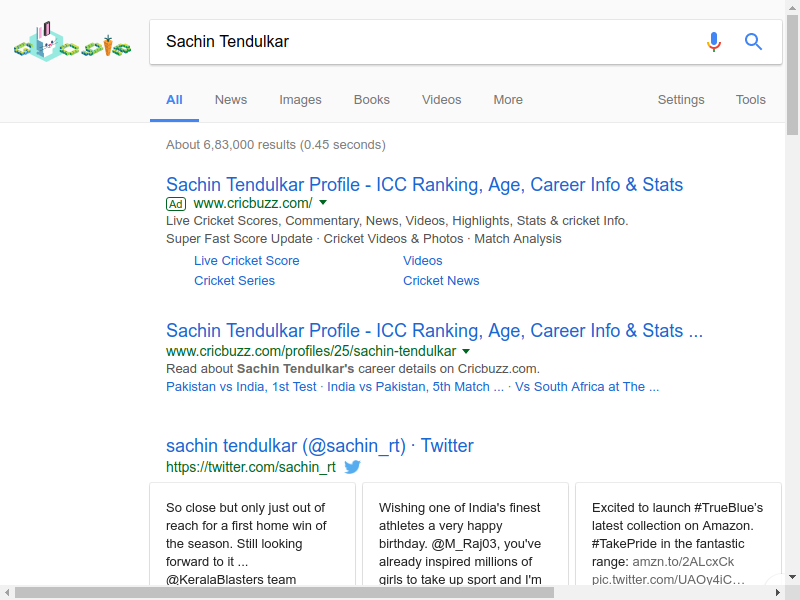 Sachin Tendulkar
All News Images Books Videos More Settings Tools
About 6,83,000 results (0.45 seconds)
Sachin Tendulkar Profile - ICC Ranking, Age, Career Info & Stats
Ad www.cricbuzz.com/
Live Cricket Scores, Commentary, News, Videos, Highlights, Stats & cricket Info.
Super Fast Score Update · Cricket Videos & Photos · Match Analysis
Live Cricket Score Videos
Cricket Series Cricket News
Sachin Tendulkar Profile - ICC Ranking, Age, Career Info & Stats ...
www.cricbuzz.com/profiles/25/sachin-tendulkar
Read about Sachin Tendulkar's career details on Cricbuzz.com.
Pakistan vs India, 1st Test · India vs Pakistan, 5th Match ... · Vs South Africa at The ...
sachin tendulkar (@sachin_rt) · Twitter
https://twitter.com/sachin_rt
So close but only just out of
reach for a first home win of
the season. Still looking
forward to it ...
@KeralaBlasters team
Wishing one of India's finest
athletes a very happy
birthday. @M_Raj03, you've
already inspired millions of
girls to take up sport and I'm
Excited to launch #TrueBlue's
latest collection on Amazon.
#TakePride in the fantastic
range: amzn.to/2ALcxCk
pic.twitter.com/UAOy4iC…